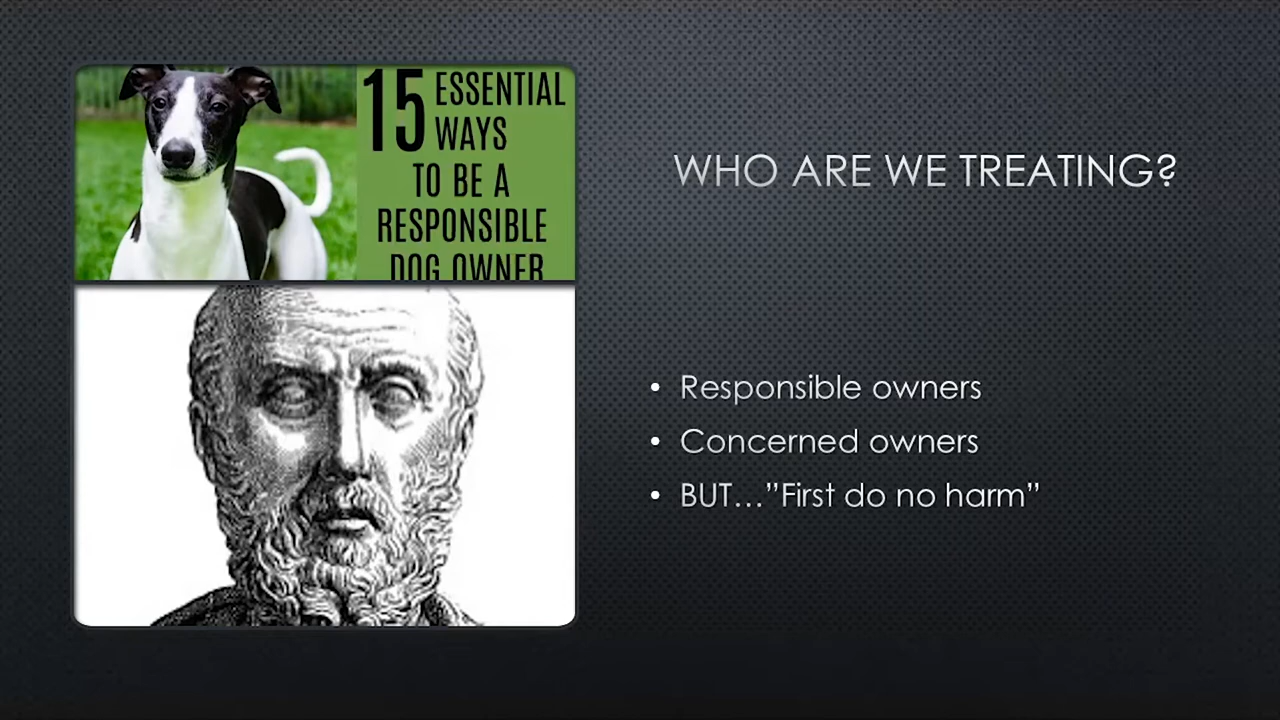 15 ESSENTIAL
WAYS
TO BE A
RESPONSIBLE
DOG OWNER
WHO ARE WE TREATING?
• Responsible owners
• Concerned owners
• BUT…”First do no harm”